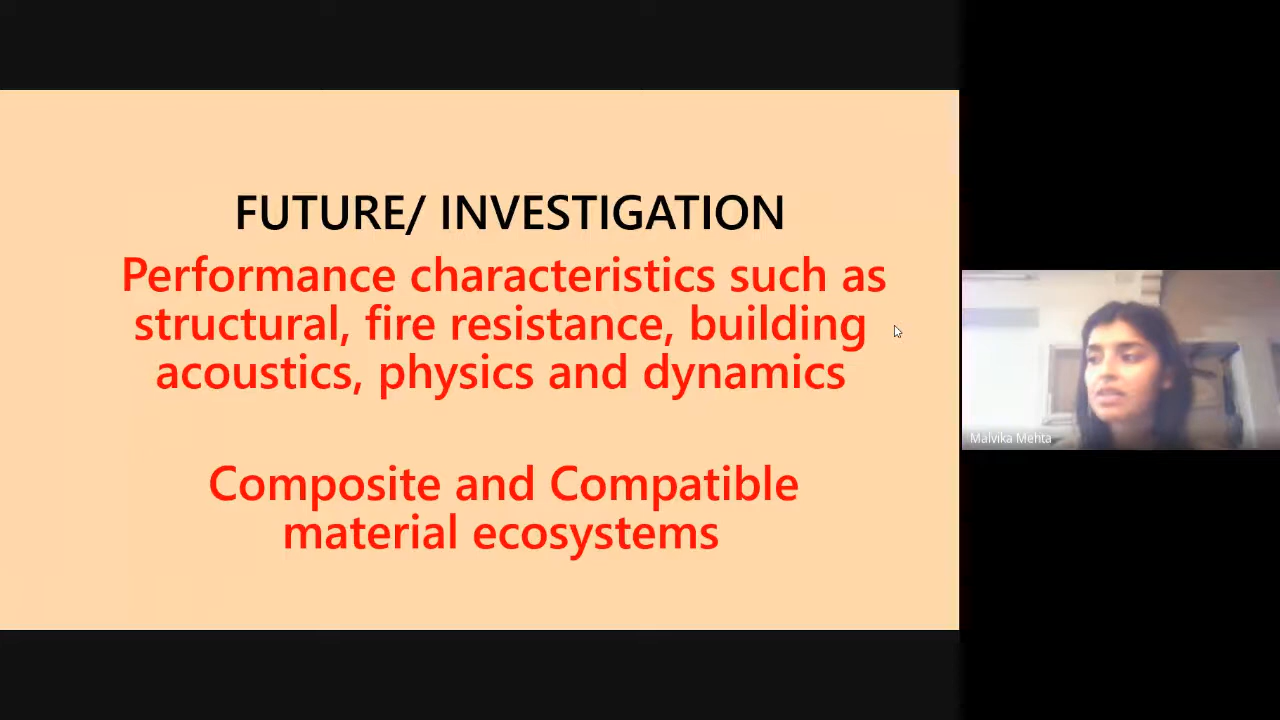 FUTURE/ INVESTIGATION
Performance characteristics such as
structural, fire resistance, building
acoustics, physics and dynamics
Composite and Compatible
material ecosystems
Malvika Mehta